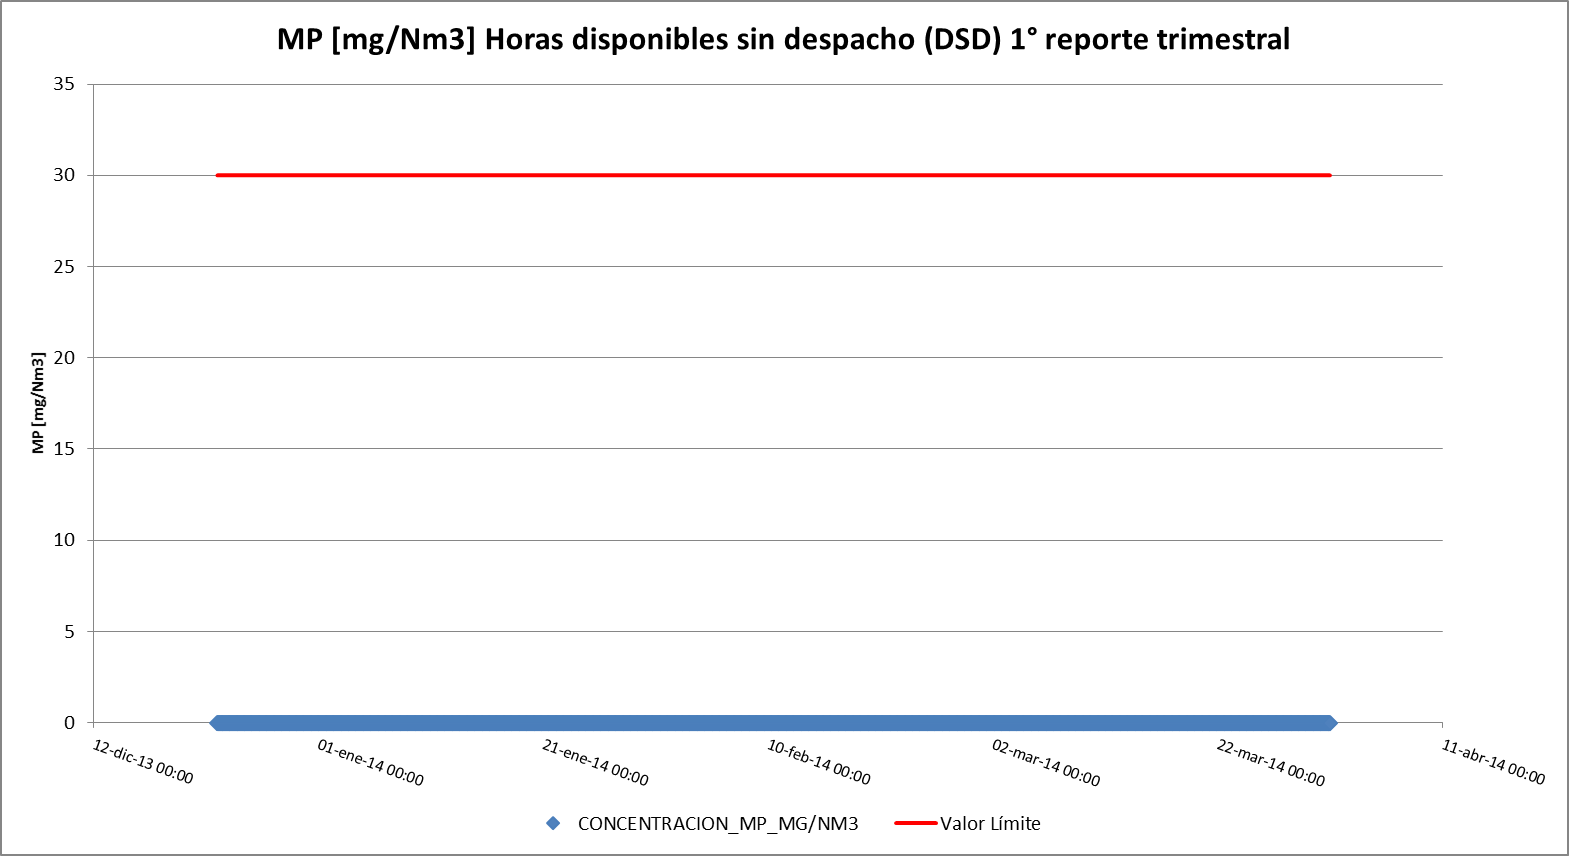 MP [mg/Nm3] Horas disponibles sin despacho (DSD) 1° reporte trimestral
35
30
25
20
15
10
5
0
MP [mg/Nm3]
12-dic-13 00:00
01-ene-14 00:00
21-ene-14 00:00
10-feb-14 00:00
02-mar-14 00:00
22-mar-14 00:00
11-abr-14 00:00
CONCENTRACION_MP_MG/NM3
Valor Límite